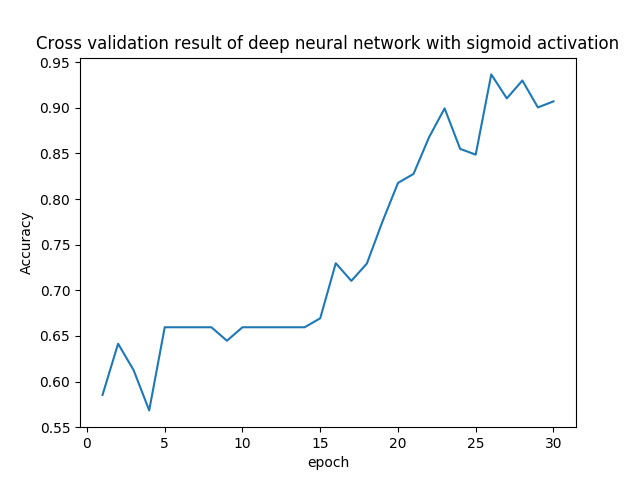 Cross validation result of deep neural network with sigmoid activation
0.95
0.90
0.85
0.80
0.75
0.70
0.65
0.60
0.55
Accuracy
0 5 10 15 20 25 30
epoch